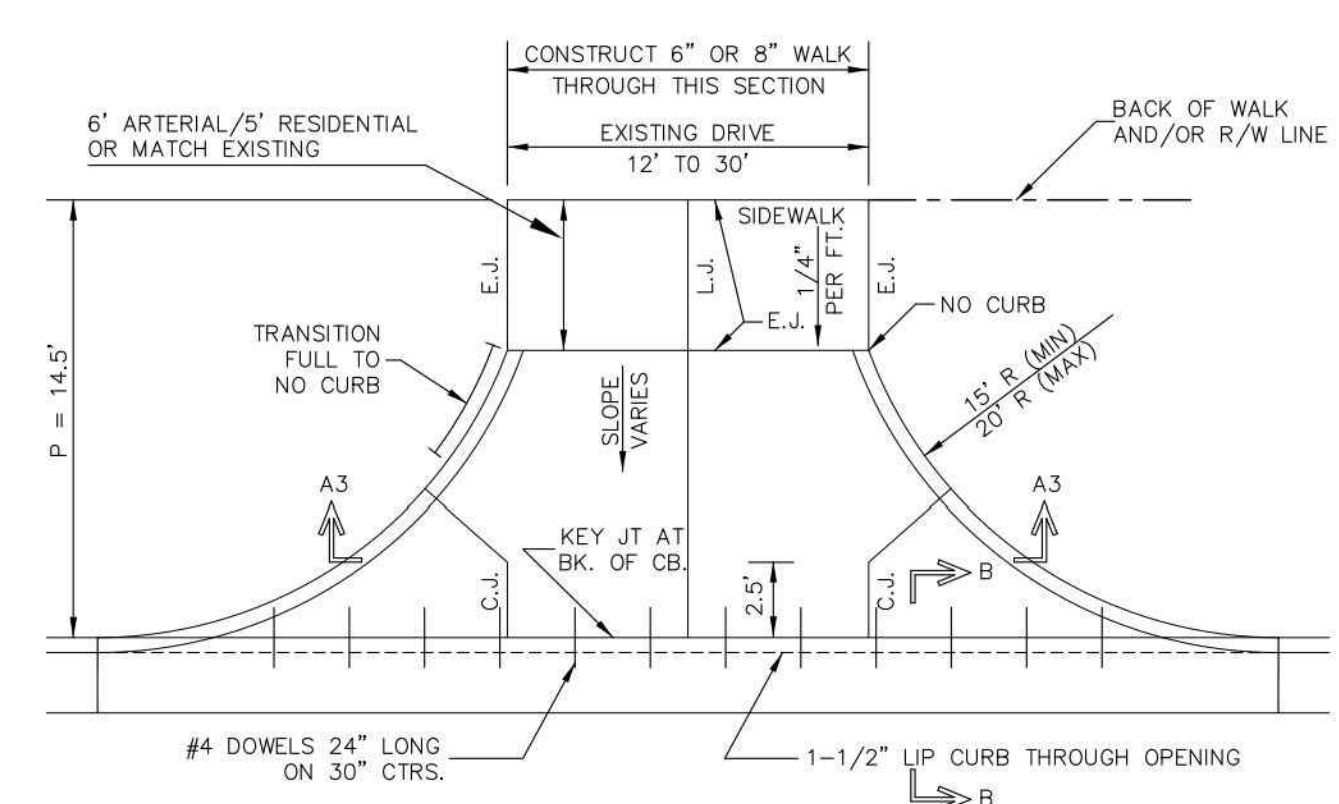 CONSTRUCT 6" OR 8" WALK
THROUGH THIS SECTION
EXISTING DRIVE
12' TO 30'
6' ARTERIAL/5' RESIDENTIAL
OR MATCH EXISTING
BACK OF WALK
AND/OR R/W LINE
SIDEWALK
1/4"
PER FT.
E.J.
L.J.
E.J.
E.J.
NO CURB
TRANSITION
FULL TO
NO CURB
15' R (MIN)
20' R (MAX)
P = 14.5'
SLOPE
VARIES
A3
A3
KEY JT AT
BK. OF CB.
C.J.
2.5'
C.J.
B
#4 DOWELS 24" LONG
ON 30" CTRS.
1-1/2" LIP CURB THROUGH OPENING
B